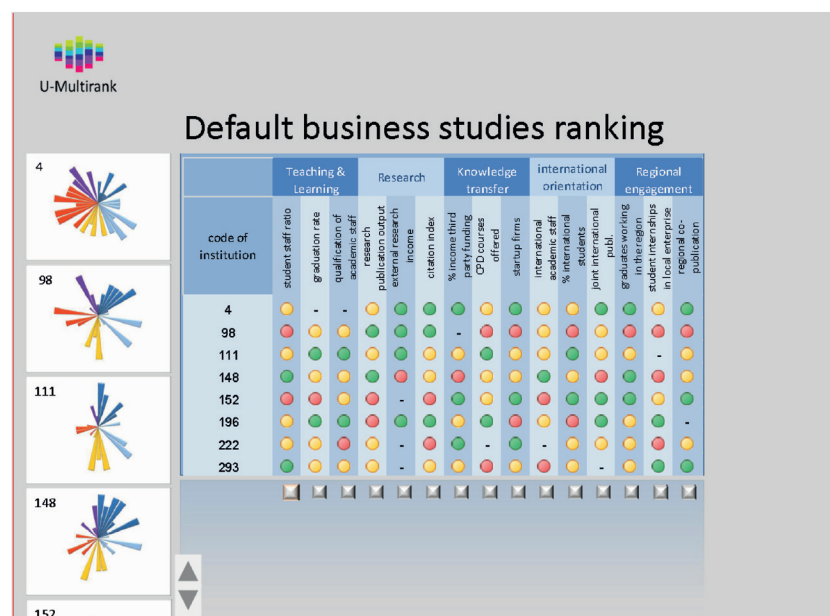 U-Multirank
Default business studies ranking
4
98
111
148
152
Teaching &
Learning
Research
Knowledge
transfer
international
orientation
Regional
engagement
code of
institution
student staff ratio
graduation rate
qualification of
academic staff
research
publication output
external research
income
citation index
% income third
party funding
CPD courses
offered
startup firms
international
academic staff
% international
students
joint international
publ.
graduates working
in the region
student internships
in local enterprise
regional co-
publication
4 - -
98 -
111 -
148
152 -
196 -
222 - - -
293 - -